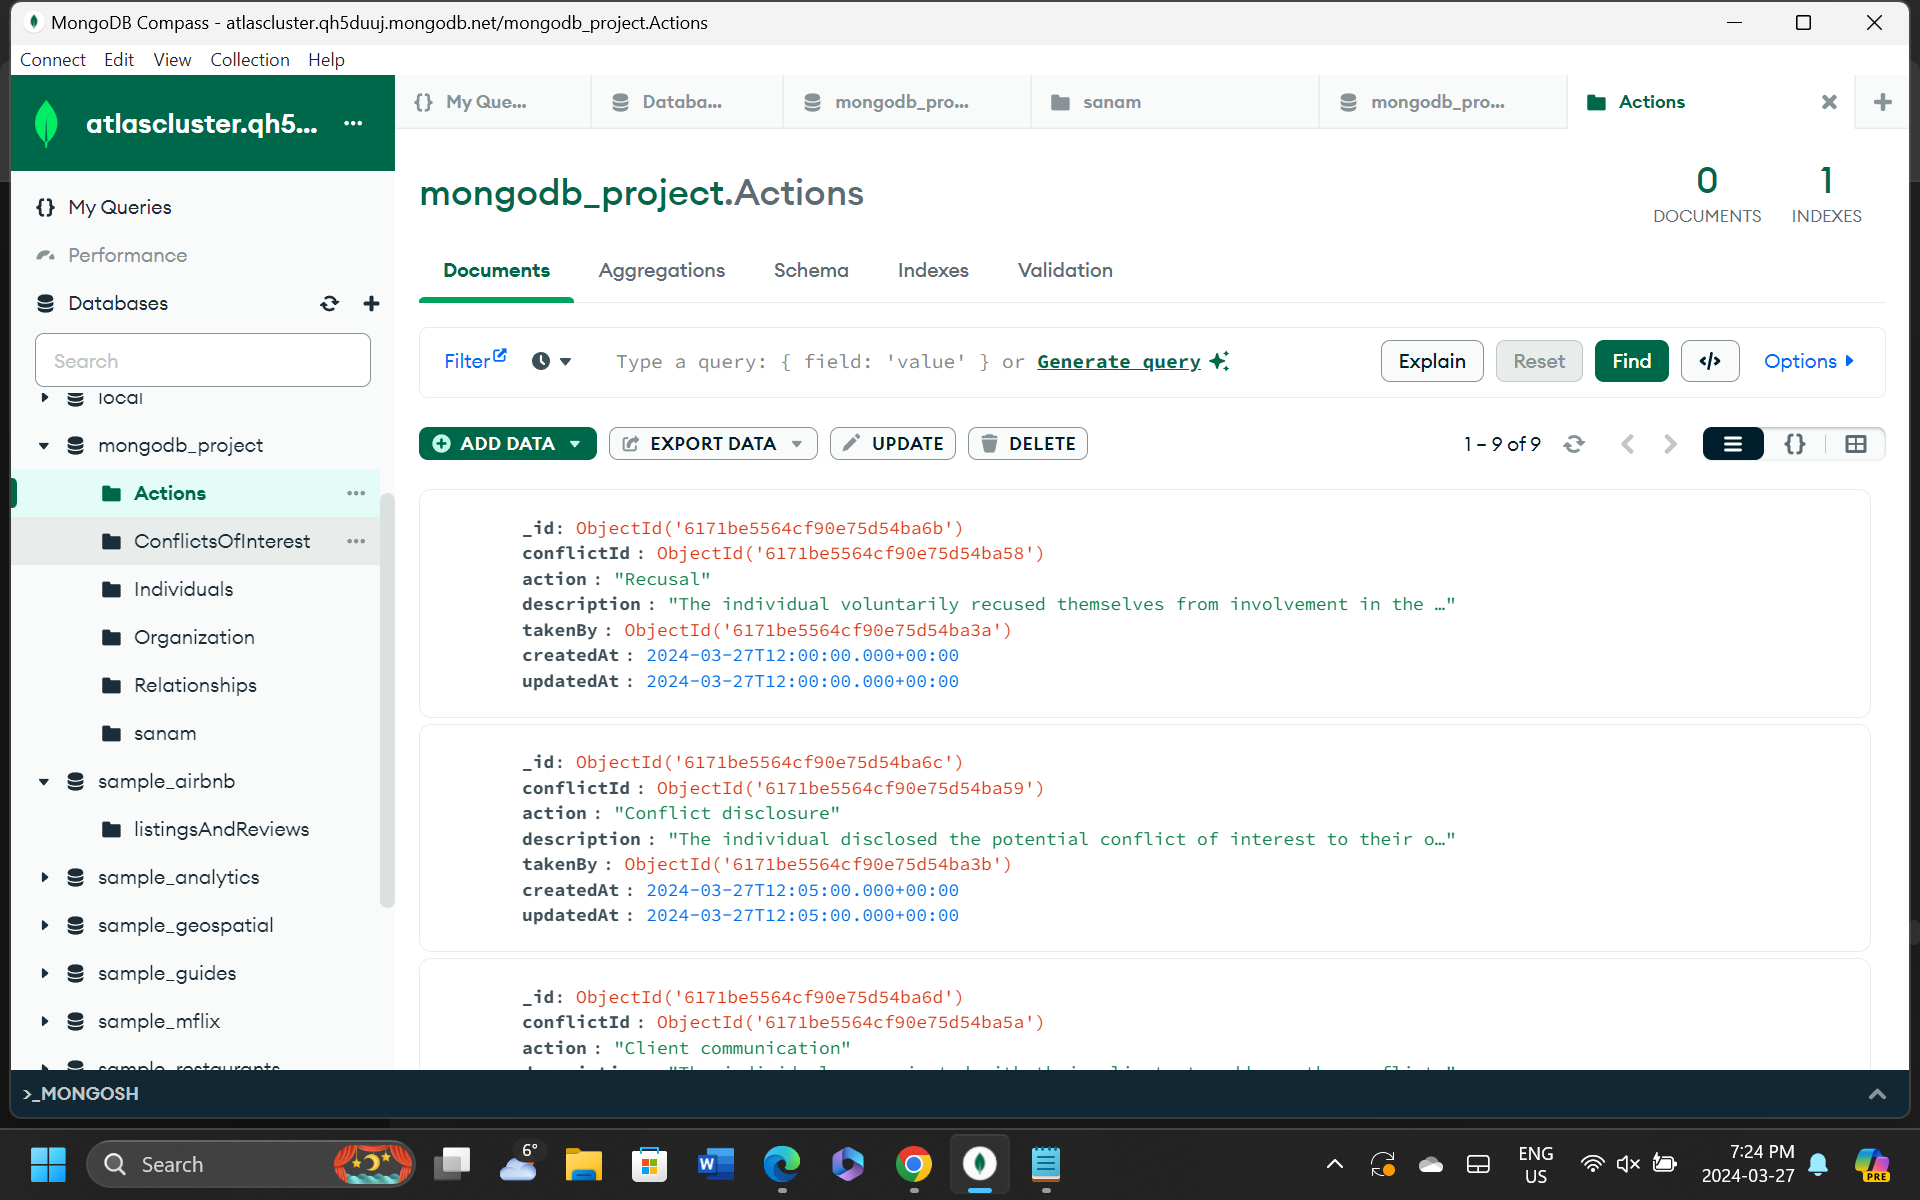 MongoDB Compass - atlascluster.qh5duuj.mongodb.net/mongodb_project.Actions
Connect Edit View Collection Help
atlascluster.qh5... ...
{} My Que... Databa... mongodb_pro... sanam mongodb_pro... Actions
mongodb_project.Actions
0 DOCUMENTS
1 INDEXES
{} My Queries
Performance
Databases
Search
local
mongodb_project
Actions
ConflictsOfInterest
Individuals
Organization
Relationships
sanam
sample_airbnb
listingsAndReviews
sample_analytics
sample_geospatial
sample_guides
sample_mflix
sample_restaurants
Documents Aggregations Schema Indexes Validation
Filter Type a query: { field: 'value' } or Generate query Explain Reset Find </> Options
ADD DATA EXPORT DATA UPDATE DELETE 1 – 9 of 9 {}
_id: ObjectId('6171be5564cf90e75d54ba6b')
conflictId : ObjectId('6171be5564cf90e75d54ba58')
action : "Recusal"
description : "The individual voluntarily recused themselves from involvement in the …"
takenBy : ObjectId('6171be5564cf90e75d54ba3a')
createdAt : 2024-03-27T12:00:00.000+00:00
updatedAt : 2024-03-27T12:00:00.000+00:00
_id: ObjectId('6171be5564cf90e75d54ba6c')
conflictId : ObjectId('6171be5564cf90e75d54ba59')
action : "Conflict disclosure"
description : "The individual disclosed the potential conflict of interest to their o…"
takenBy : ObjectId('6171be5564cf90e75d54ba3b')
createdAt : 2024-03-27T12:05:00.000+00:00
updatedAt : 2024-03-27T12:05:00.000+00:00
_id: ObjectId('6171be5564cf90e75d54ba6d')
conflictId : ObjectId('6171be5564cf90e75d54ba5a')
action : "Client communication"
>_MONGOSH
Search
6°
ENG
US
7:24 PM
2024-03-27
PRE